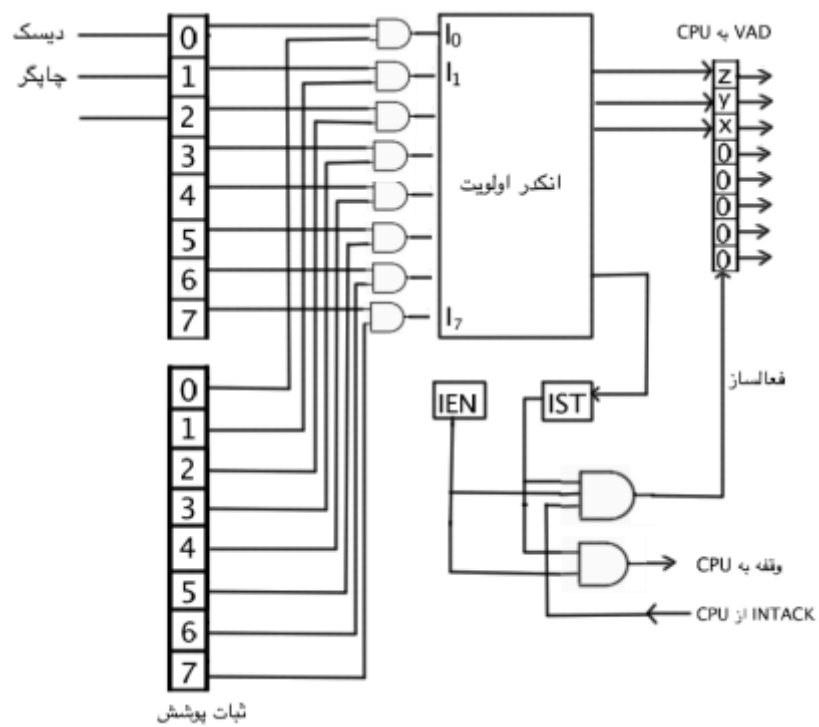 دیسک
چاپگر
0
1
2
3
4
5
6
7
0
1
2
3
4
5
6
7
ثبات پوشش
I0
I1
I7
انکدر اولویت
VAD به CPU
z
y
x
0
0
0
0
0
فعالساز
IEN
IST
وقفه به CPU
INTACK از CPU